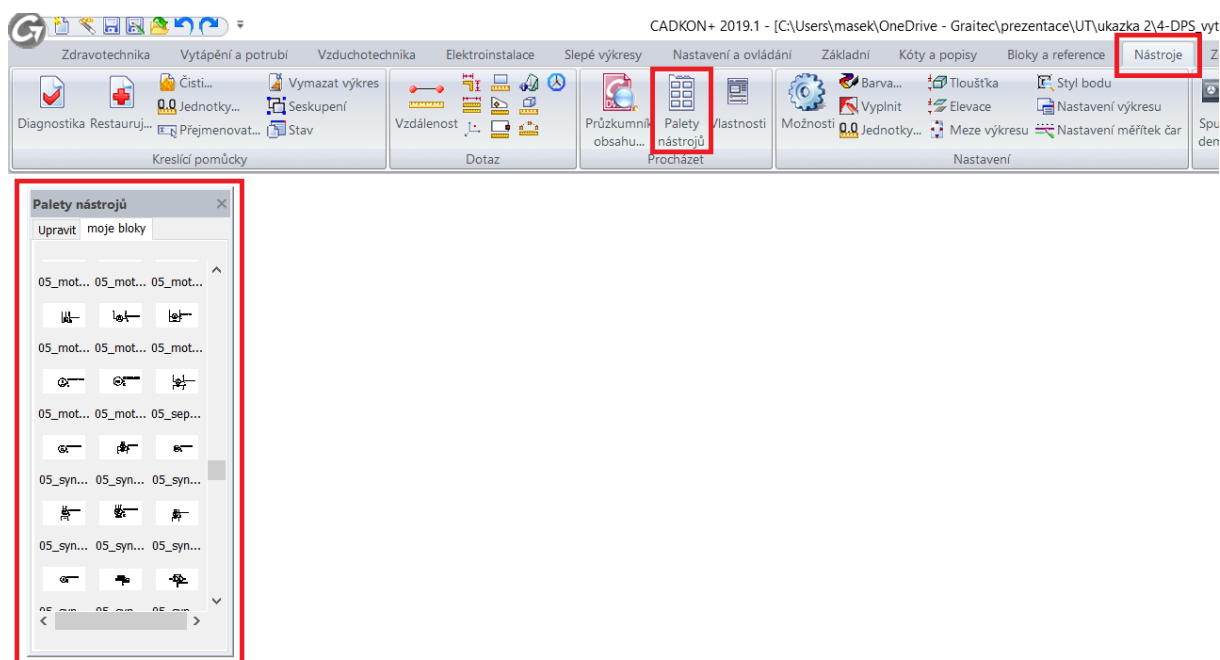 CADKON+ 2019.1 - [C:\Users\masek\OneDrive - Graitec\prezentace\UT\ukazka 2\4-DPS_vyt
Zdravotechnika Vytápění a potrubí Vzduchotechnika Elektroinstalace Slepé výkresy Nastavení a ovládání Základní Kóty a popisy Bloky a reference Nástroje Z
Diagnostika Restauruj... Čisti... Jednotky... Přejmenovat... Vymazat výkres Seskupení Stav
Kreslící pomůcky
Vzdálenost
Dotaz
Průzkumník obsahu... Palety nástrojů Vlastnosti
Procházet
Možnosti Barva... Vyplnit Jednotky... Tloušťka Elevace Meze výkresu Styl bodu Nastavení výkresu Nastavení měřítek čar
Nastavení
Spu
dem
Palety nástrojů
Upravit moje bloky
05_mot... 05_mot... 05_mot...
05_mot... 05_mot... 05_mot...
05_mot... 05_mot... 05_sep...
05_syn... 05_syn... 05_syn...
05_syn... 05_syn... 05_syn...